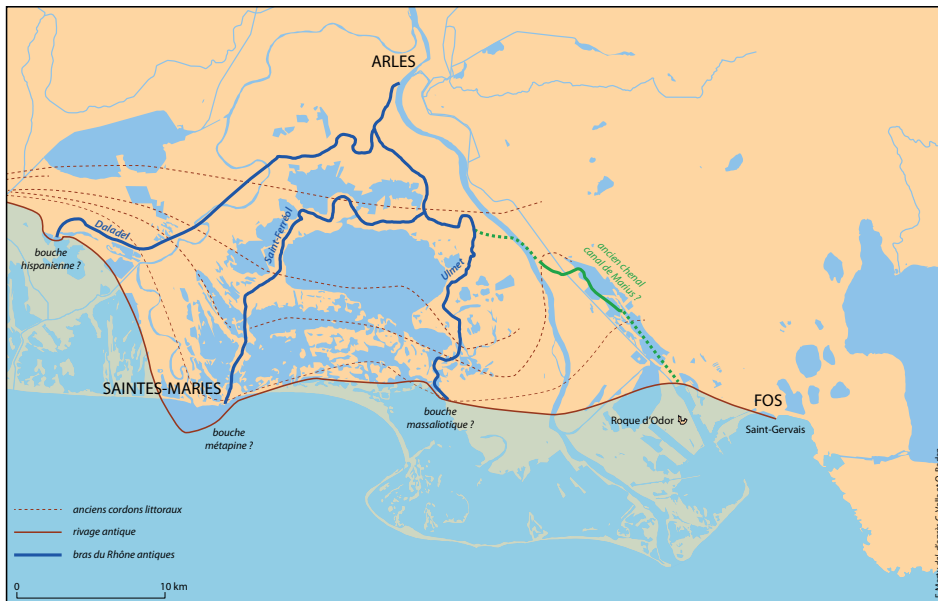 ARLES
Daladel
bouche
hispanienne ?
Saint-Ferréal
Ulmet
ancien chenal
canal de Marius ?
SAINTES-MARIES
bouche
métapine ?
bouche
massaliotique ?
Roque d'Odor
FOS
Saint-Gervais
anciens cordons littoraux
rivage antique
bras du Rhône antiques
0
10 km